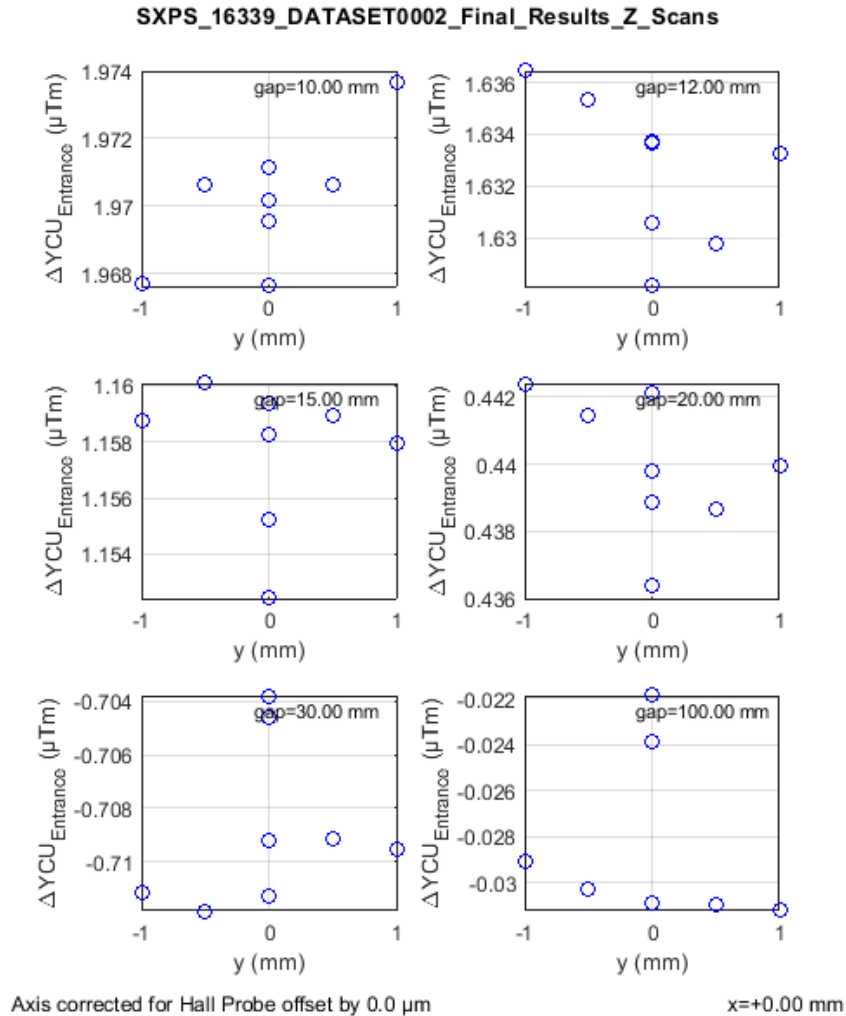 SXPS_16339_DATASET0002_Final_Results_Z_Scans
gap=10.00 mm
ΔYCU_Entrance (µTm)
1.974
1.972
1.97
1.968
-1 0 1
y (mm)
gap=12.00 mm
ΔYCU_Entrance (µTm)
1.636
1.634
1.632
1.63
-1 0 1
y (mm)
gap=15.00 mm
ΔYCU_Entrance (µTm)
1.16
1.158
1.156
1.154
-1 0 1
y (mm)
gap=20.00 mm
ΔYCU_Entrance (µTm)
0.442
0.44
0.438
0.436
-1 0 1
y (mm)
gap=30.00 mm
ΔYCU_Entrance (µTm)
-0.704
-0.706
-0.708
-0.71
-1 0 1
y (mm)
gap=100.00 mm
ΔYCU_Entrance (µTm)
-0.022
-0.024
-0.026
-0.028
-0.03
-1 0 1
y (mm)
Axis corrected for Hall Probe offset by 0.0 µm
x=+0.00 mm